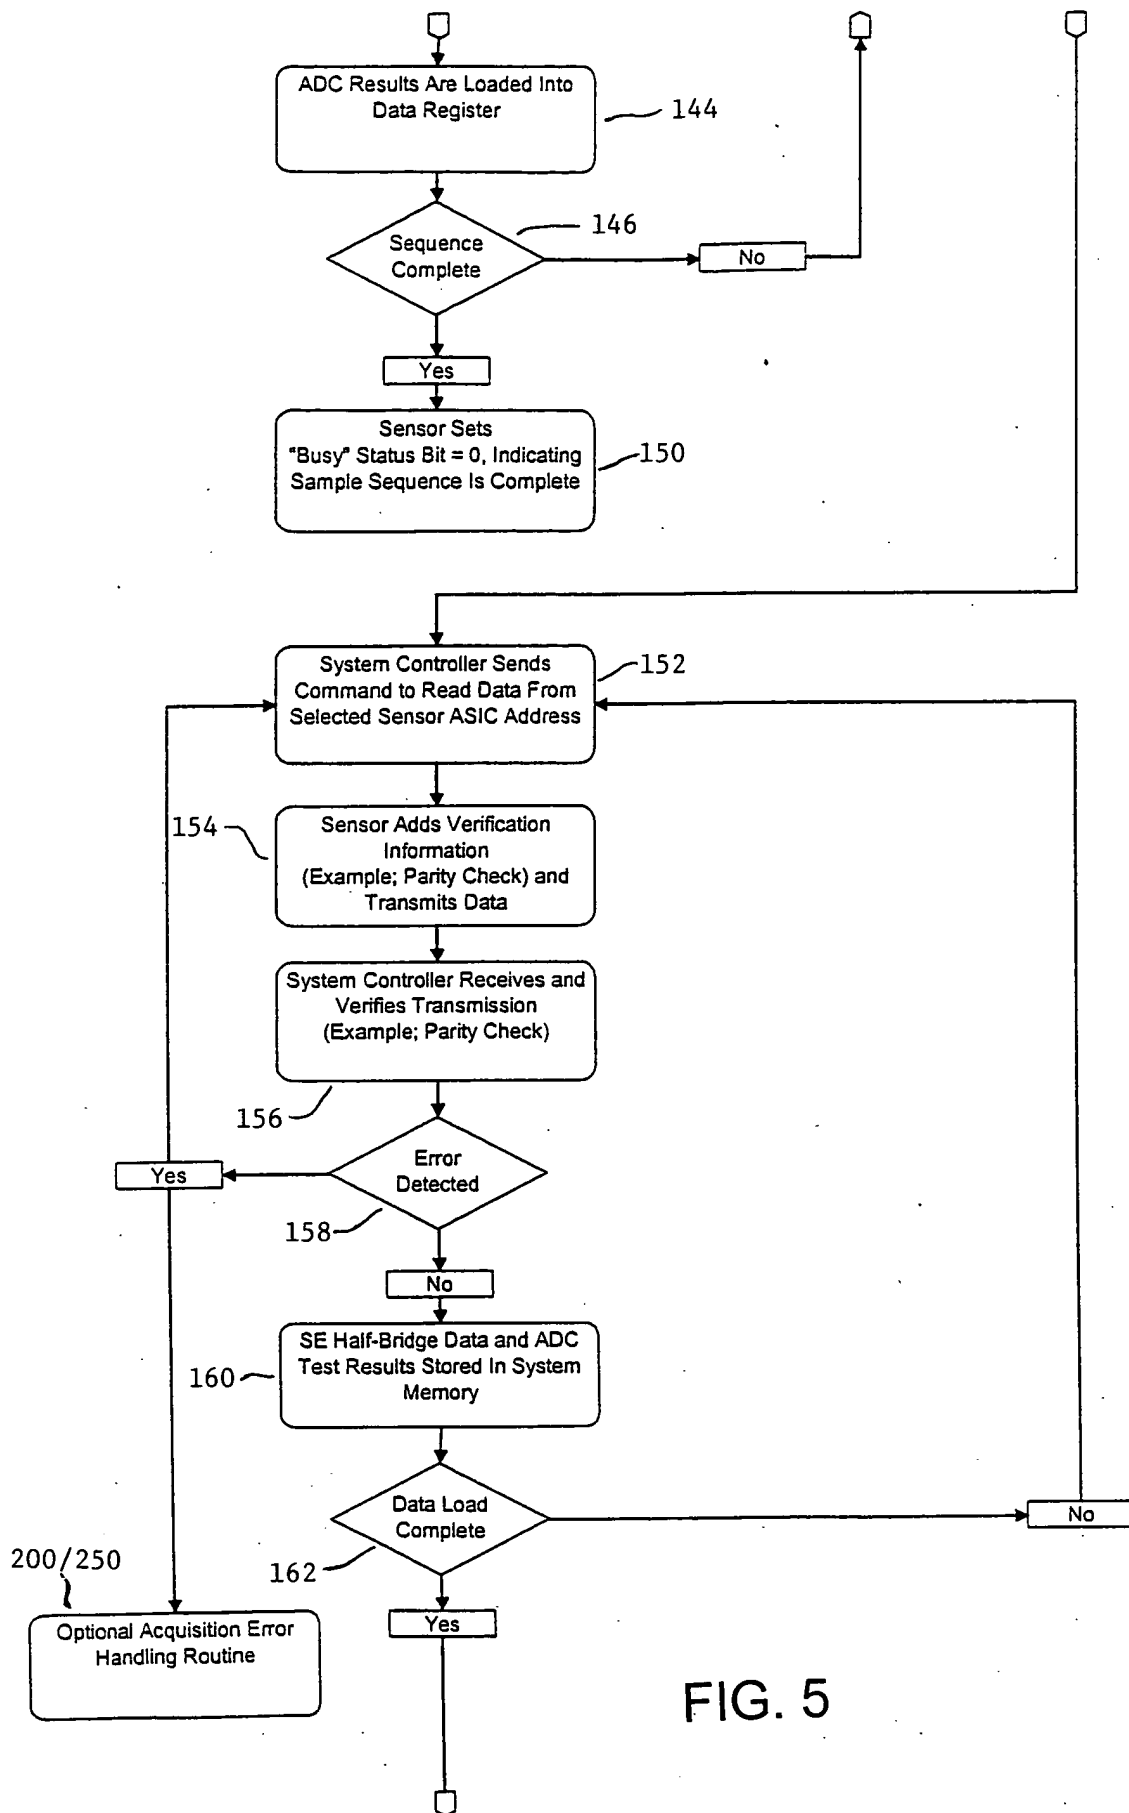 ADC Results Are Loaded Into
Data Register
144
146
Sequence
Complete
No
Yes
Sensor Sets
"Busy" Status Bit = 0, Indicating
Sample Sequence Is Complete
150
System Controller Sends
Command to Read Data From
Selected Sensor ASIC Address
152
154
Sensor Adds Verification
Information
(Example; Parity Check) and
Transmits Data
System Controller Receives and
Verifies Transmission
(Example; Parity Check)
156
Error
Detected
Yes
158
No
SE Half-Bridge Data and ADC
Test Results Stored In System
Memory
160
Data Load
Complete
No
162
200/250
Yes
Optional Acquisition Error
Handling Routine
FIG. 5